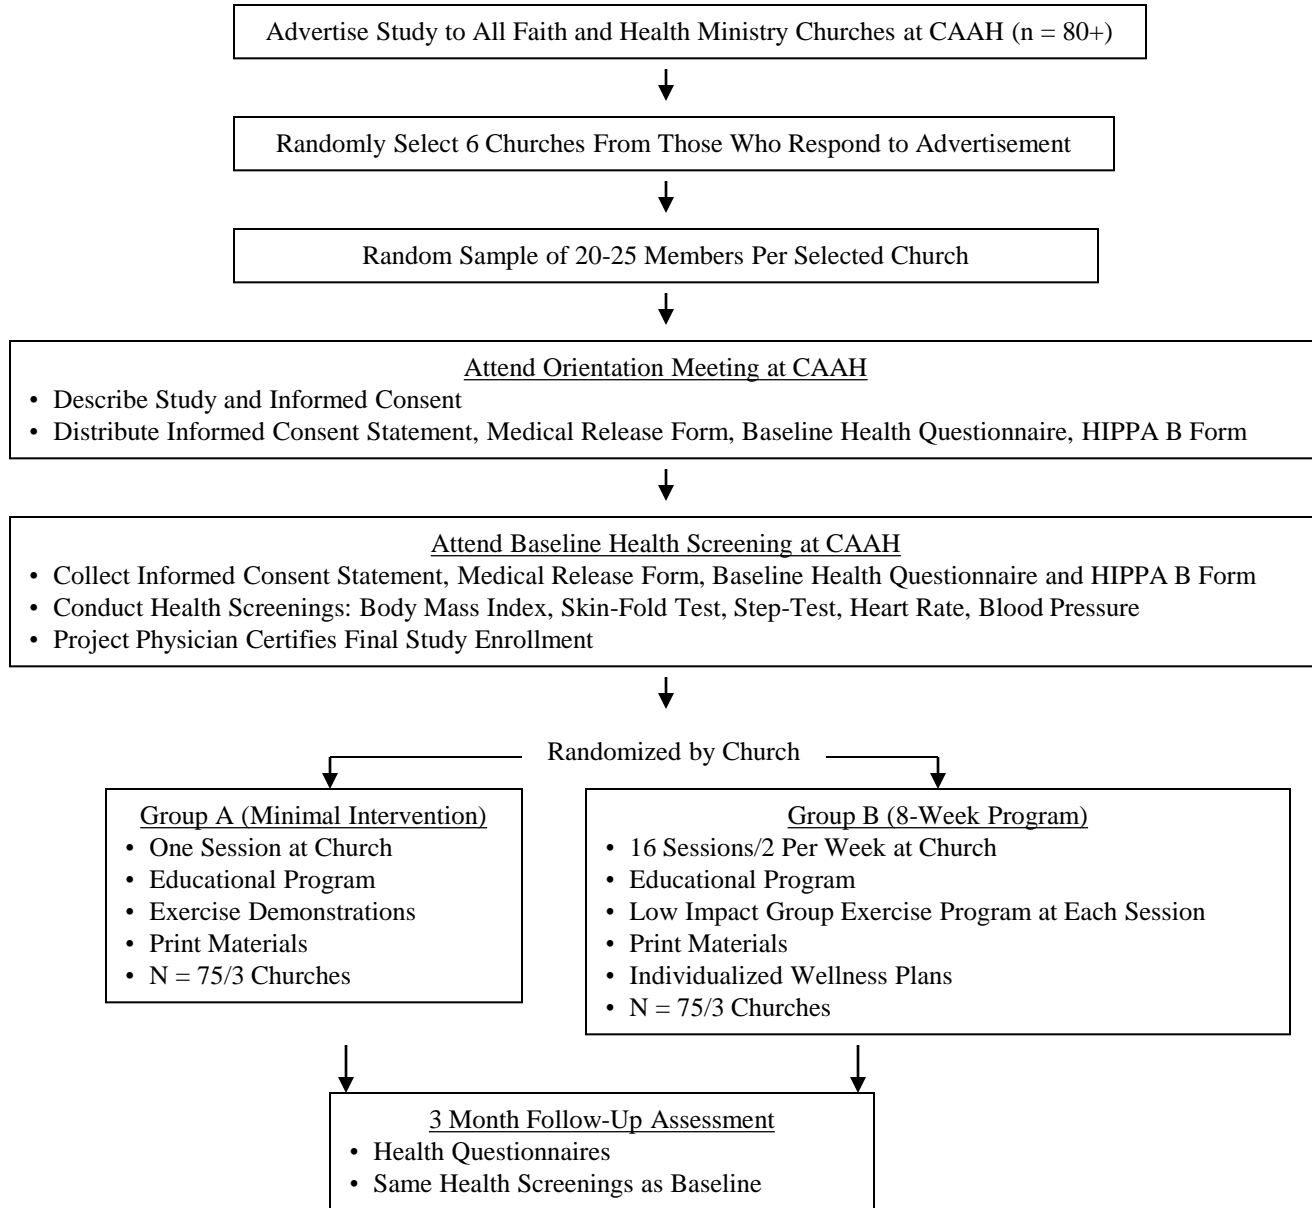 Advertise Study to All Faith and Health Ministry Churches at CAAH (n = 80+)
Randomly Select 6 Churches From Those Who Respond to Advertisement
Random Sample of 20-25 Members Per Selected Church
Attend Orientation Meeting at CAAH
• Describe Study and Informed Consent
• Distribute Informed Consent Statement, Medical Release Form, Baseline Health Questionnaire, HIPPA B Form
Attend Baseline Health Screening at CAAH
• Collect Informed Consent Statement, Medical Release Form, Baseline Health Questionnaire and HIPPA B Form
• Conduct Health Screenings: Body Mass Index, Skin-Fold Test, Step-Test, Heart Rate, Blood Pressure
• Project Physician Certifies Final Study Enrollment
Randomized by Church
Group A (Minimal Intervention)
• One Session at Church
• Educational Program
• Exercise Demonstrations
• Print Materials
• N = 75/3 Churches
Group B (8-Week Program)
• 16 Sessions/2 Per Week at Church
• Educational Program
• Low Impact Group Exercise Program at Each Session
• Print Materials
• Individualized Wellness Plans
• N = 75/3 Churches
3 Month Follow-Up Assessment
• Health Questionnaires
• Same Health Screenings as Baseline